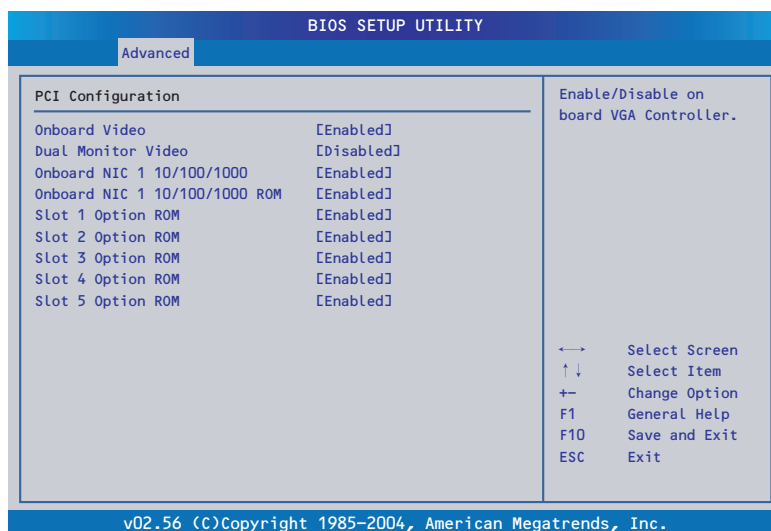 BIOS SETUP UTILITY
Advanced
PCI Configuration
Onboard Video [Enabled]
Dual Monitor Video [Disabled]
Onboard NIC 1 10/100/1000 [Enabled]
Onboard NIC 1 10/100/1000 ROM [Enabled]
Slot 1 Option ROM [Enabled]
Slot 2 Option ROM [Enabled]
Slot 3 Option ROM [Enabled]
Slot 4 Option ROM [Enabled]
Slot 5 Option ROM [Enabled]
Enable/Disable on
board VGA Controller.
←→ Select Screen
↑↓ Select Item
+– Change Option
F1 General Help
F10 Save and Exit
ESC Exit
v02.56 (C)Copyright 1985–2004, American Megatrends, Inc.